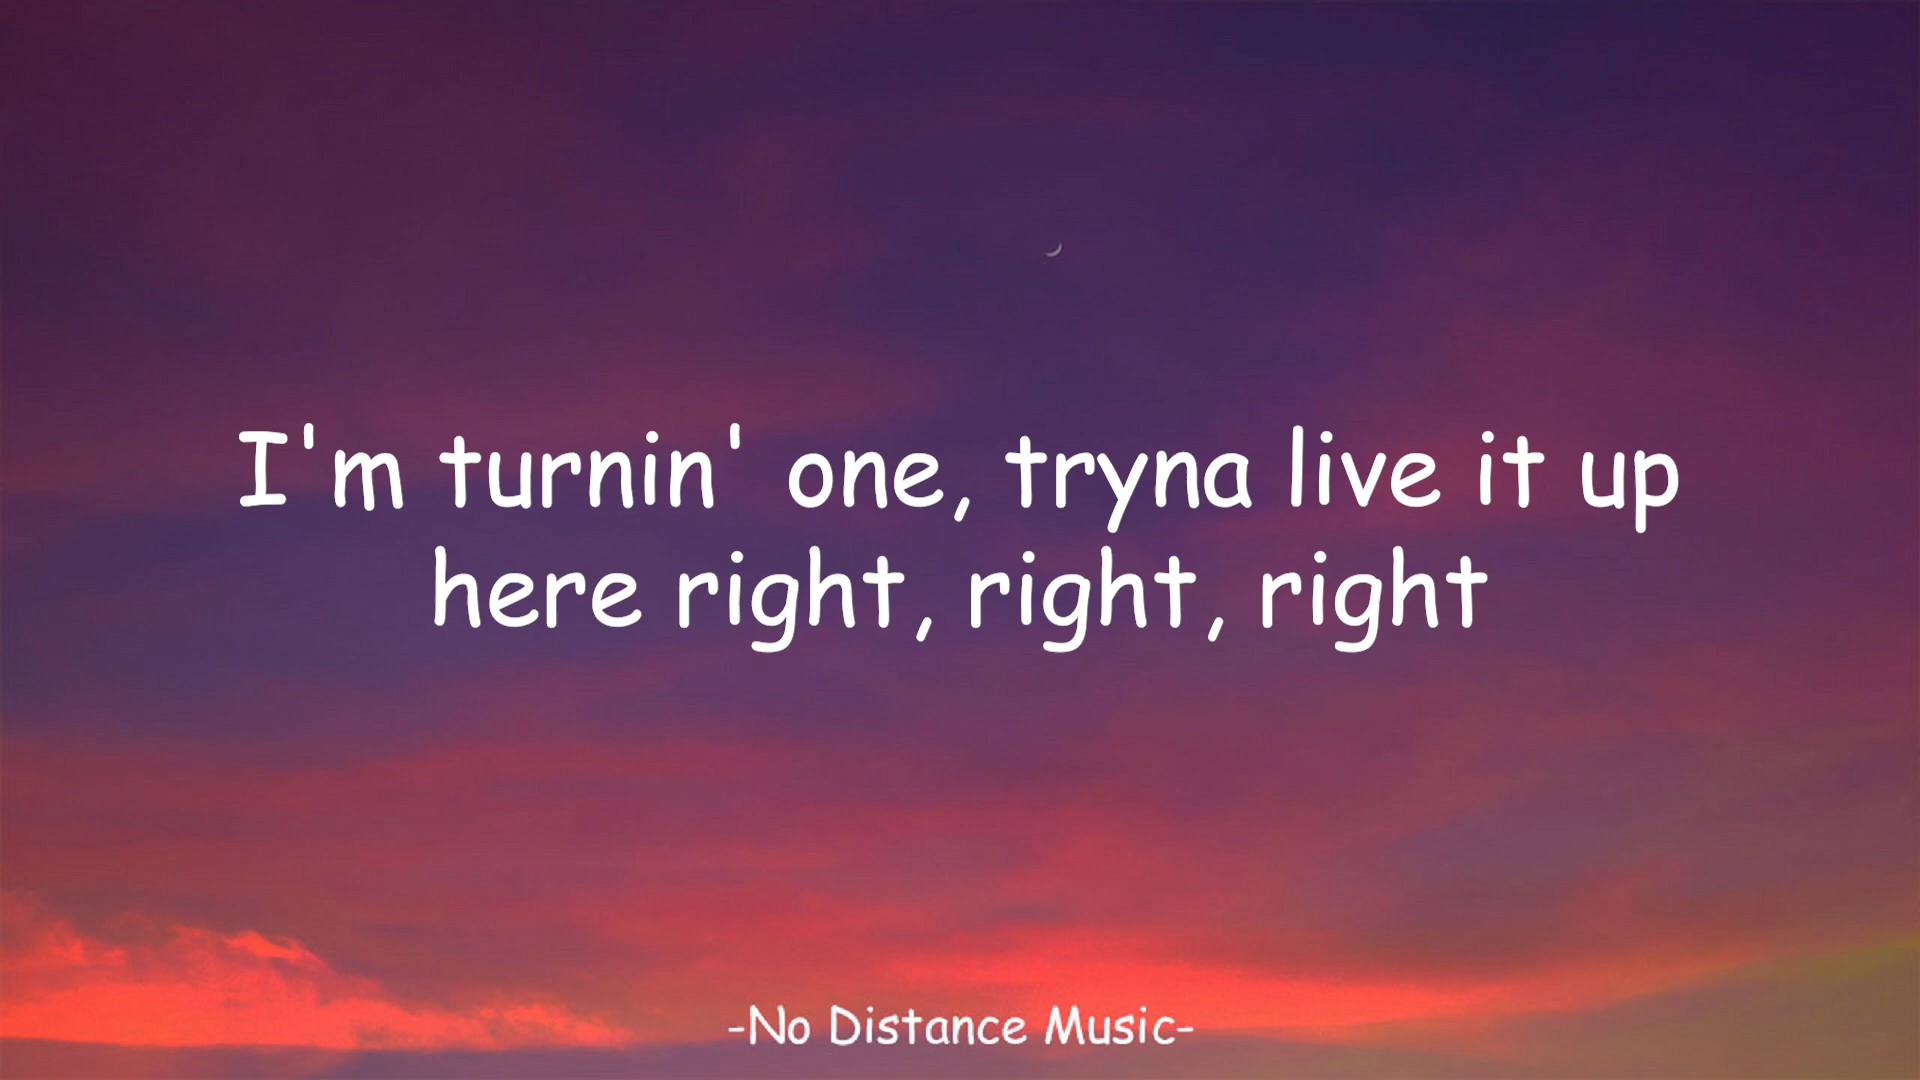 I'm turnin' one, tryna live it up
here right, right, right
-No Distance Music-